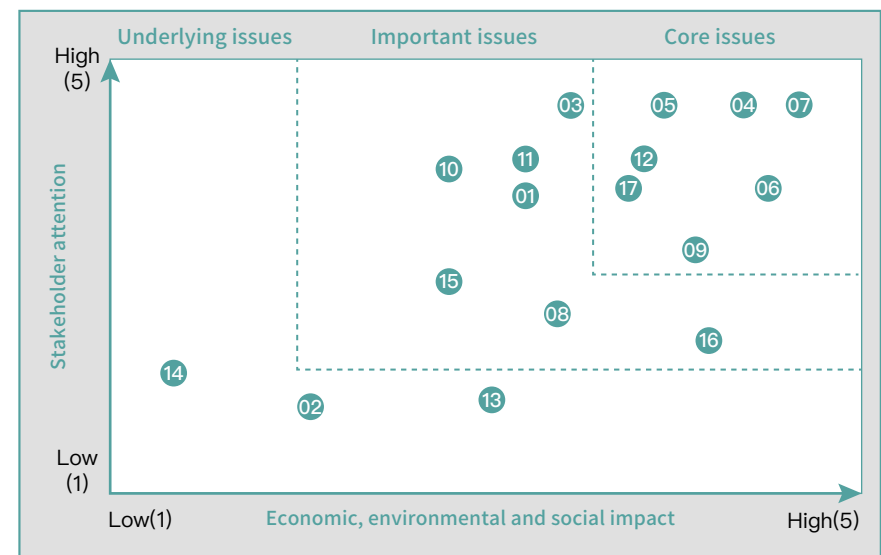 Underlying issues
Important issues
Core issues
High
(5)
03
05
04
07
11
12
10
17
06
01
09
15
08
16
14
13
02
Stakeholder attention
Low
(1)
Low(1)
Economic, environmental and social impact
High(5)